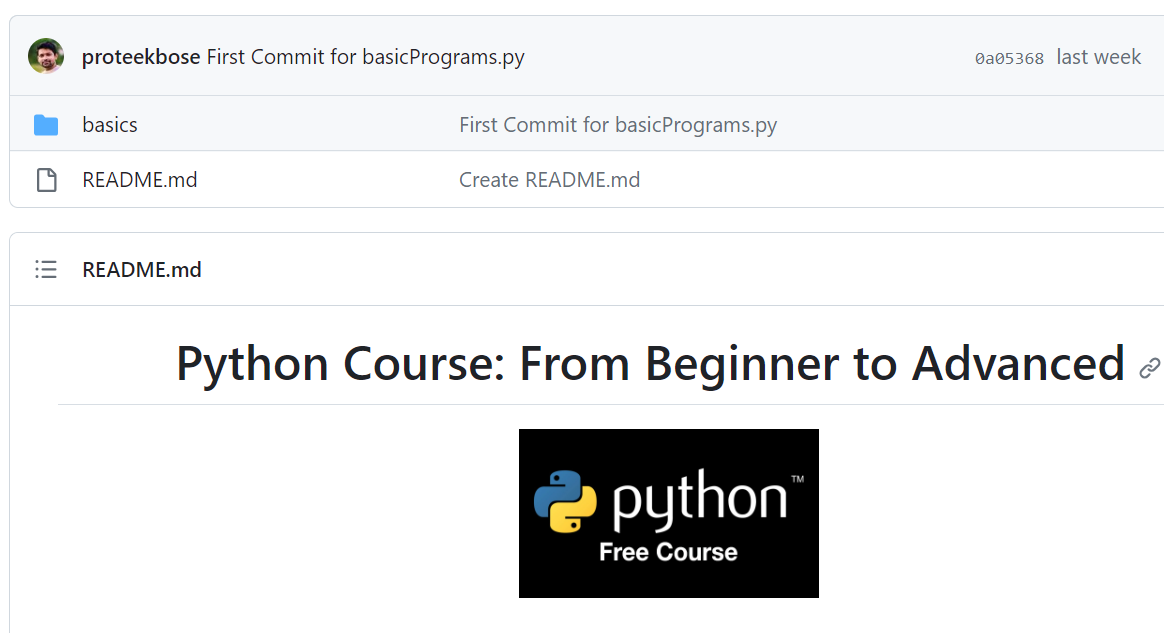 proteekbose First Commit for basicPrograms.py 0a05368 last week
basics First Commit for basicPrograms.py
README.md Create README.md
README.md
Python Course: From Beginner to Advanced
python™
Free Course